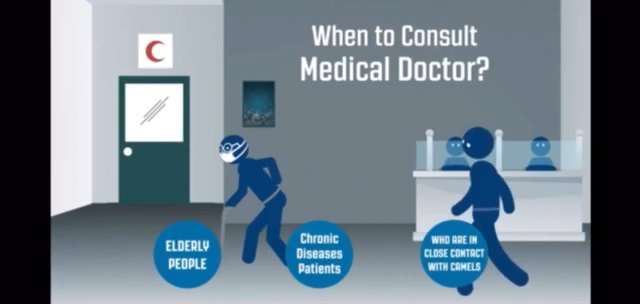 When to Consult
Medical Doctor?
ELDERLY
PEOPLE
Chronic
Diseases
Patients
WHO ARE IN
CLOSE CONTACT
WITH CAMELS